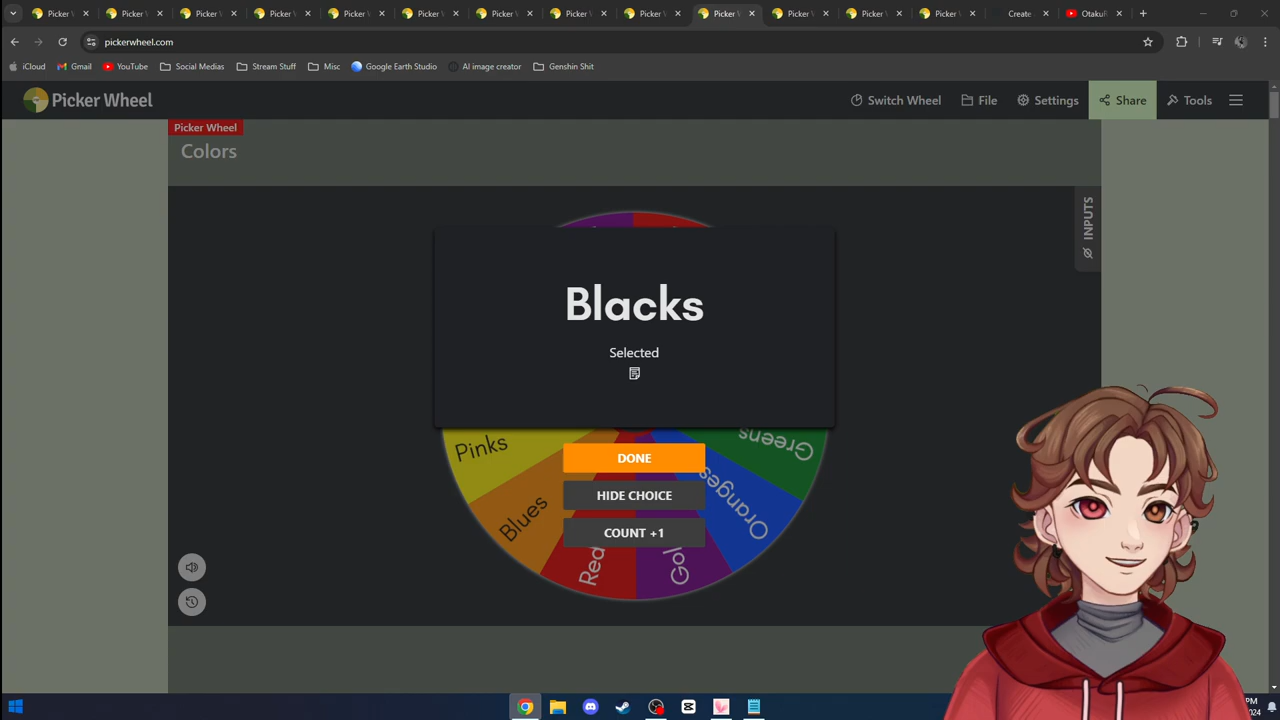 Picker W
Picker W
Picker W
Picker W
Picker W
Picker W
Picker W
Picker W
Picker W
Picker W
Picker W
Picker W
Picker W
Create
Otaku
pickerwheel.com
iCloud
Gmail
YouTube
Social Medias
Stream Stuff
Misc
Google Earth Studio
AI image creator
Genshin Shit
Picker Wheel
Switch Wheel
File
Settings
Share
Tools
Picker Wheel
Colors
INPUTS
Blacks
Selected
Pinks
Greens
DONE
HIDE CHOICE
Blues
Oranges
COUNT +1
Red
Gol
PM